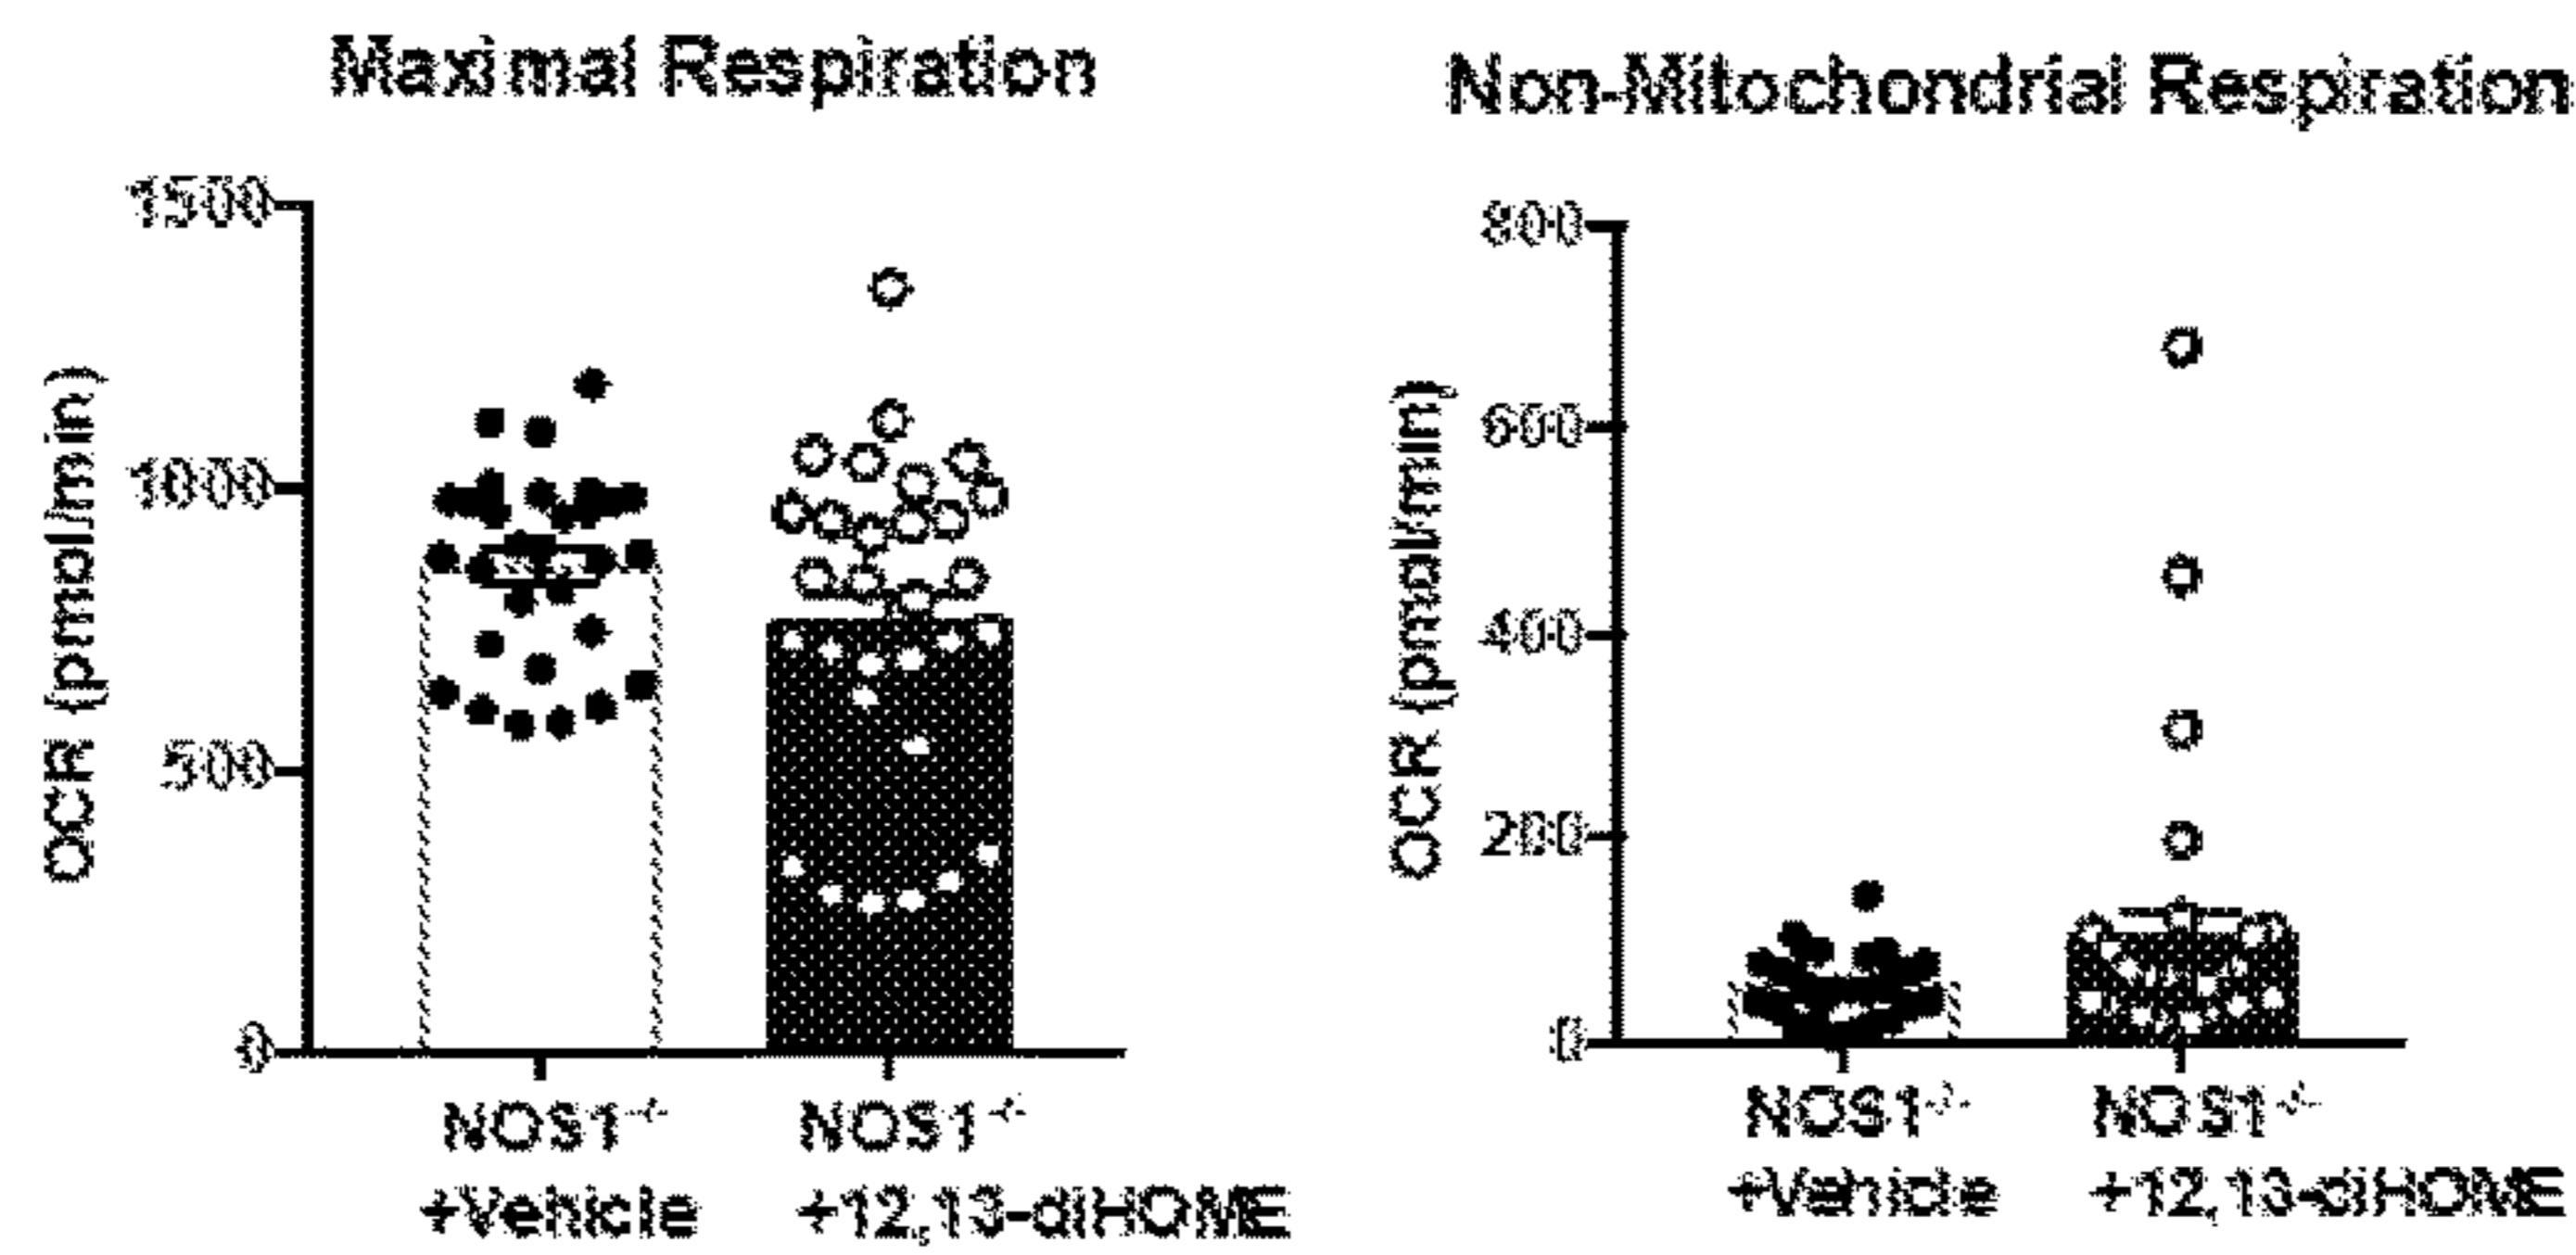 Maximal Respiration
OCR (pmol/min)
1500
1000
500
0
NOS1-/-
+Vehicle
NOS1-/-
+12,13-diHOME
Non-Mitochondrial Respiration
OCR (pmol/min)
800
600
400
200
0
NOS1-/-
+Vehicle
NOS1-/-
+12,13-diHOME